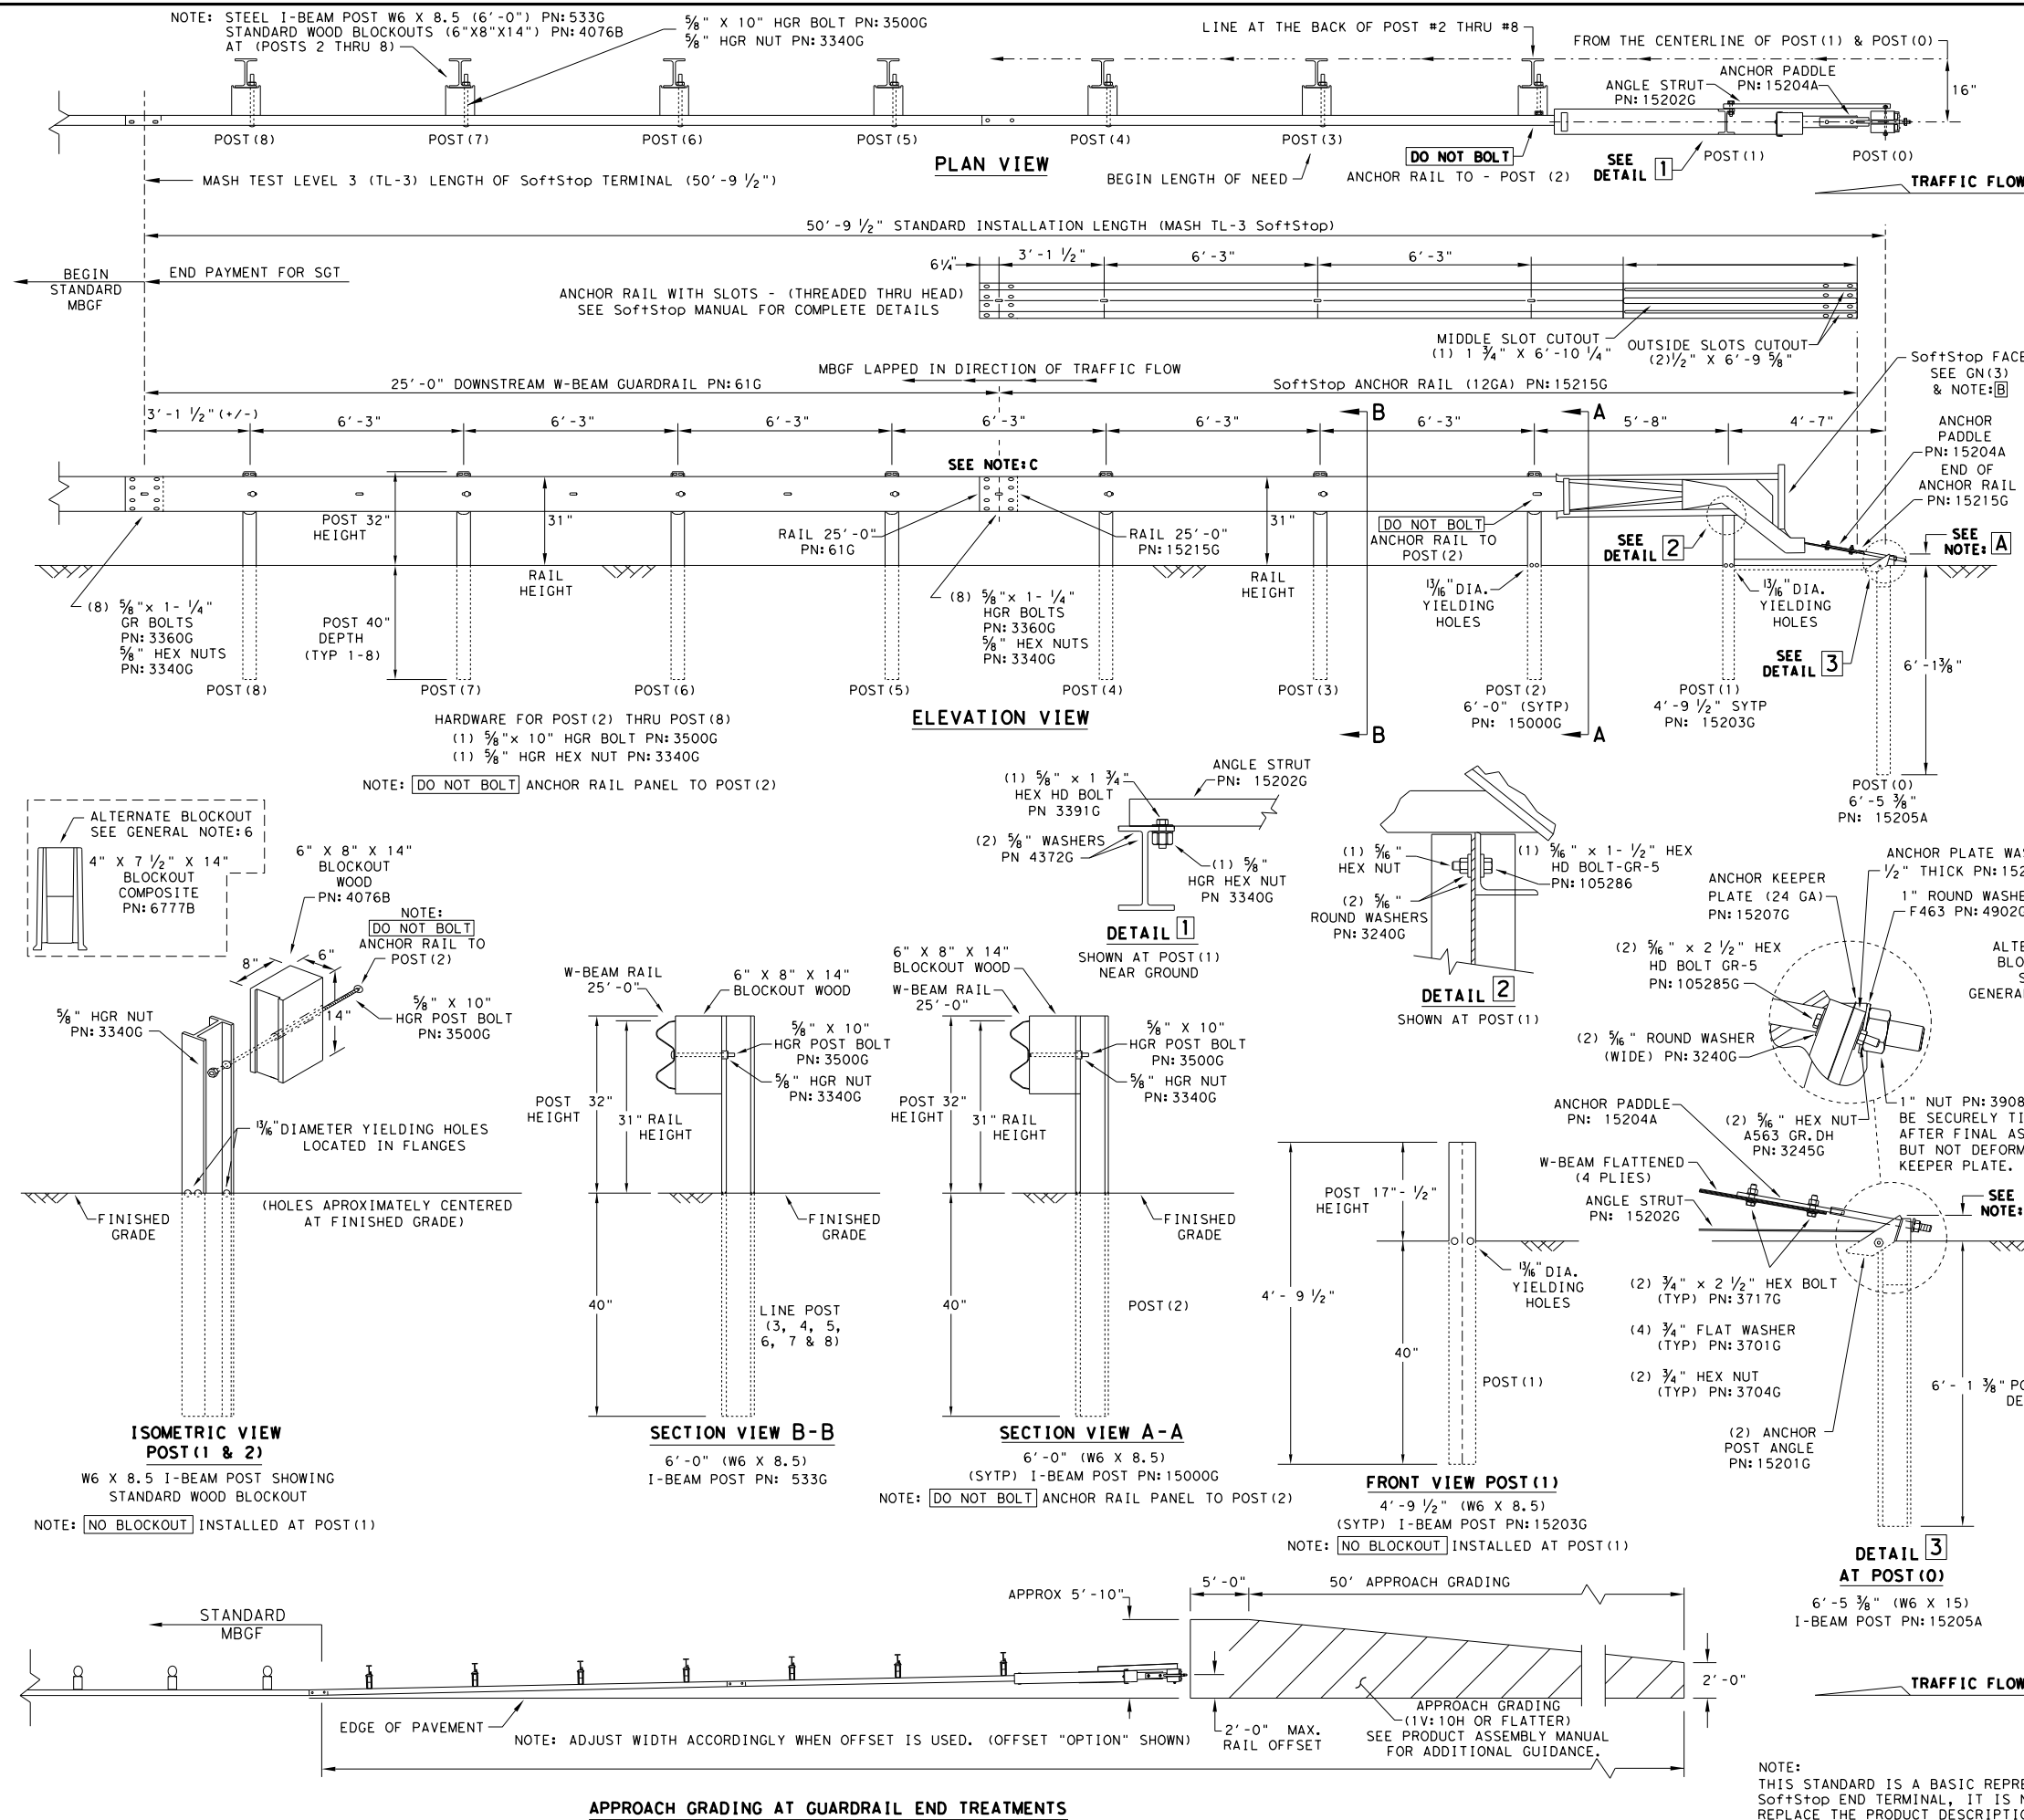 NOTE: STEEL I-BEAM POST W6 X 8.5 (6'-0") PN:533G
STANDARD WOOD BLOCKOUTS (6"X8"X14") PN:4076B
AT (POSTS 2 THRU 8)
5/8" X 10" HGR BOLT PN:3500G
5/8" HGR NUT PN:3340G
LINE AT THE BACK OF POST #2 THRU #8
FROM THE CENTERLINE OF POST(1) & POST(0)
ANCHOR PADDLE
PN:15204A
ANGLE STRUT
PN:15202G
16"
POST(8)
POST(7)
POST(6)
POST(5)
POST(4)
POST(3)
POST(1)
POST(0)
PLAN VIEW
DO NOT BOLT
ANCHOR RAIL TO - POST (2)
SEE
DETAIL 1
BEGIN LENGTH OF NEED
MASH TEST LEVEL 3 (TL-3) LENGTH OF SoftStop TERMINAL (50'-9 1/2")
TRAFFIC FLOW
50'-9 1/2" STANDARD INSTALLATION LENGTH (MASH TL-3 SoftStop)
BEGIN
STANDARD
MBGF
END PAYMENT FOR SGT
6 1/4"
3'-1 1/2"
6'-3"
6'-3"
ANCHOR RAIL WITH SLOTS - (THREADED THRU HEAD)
SEE SoftStop MANUAL FOR COMPLETE DETAILS
MIDDLE SLOT CUTOUT
(1) 1 3/4" X 6'-10 1/4"
OUTSIDE SLOTS CUTOUT
(2)1/2" X 6'-9 5/8"
SoftStop FACE
SEE GN(3)
& NOTE:B
MBGF LAPPED IN DIRECTION OF TRAFFIC FLOW
25'-0" DOWNSTREAM W-BEAM GUARDRAIL PN:61G
SoftStop ANCHOR RAIL (12GA) PN:15215G
3'-1 1/2"(+/-)
6'-3"
6'-3"
6'-3"
6'-3"
6'-3"
6'-3"
5'-8"
4'-7"
B
A
ANCHOR
PADDLE
PN:15204A
END OF
ANCHOR RAIL
PN:15215G
SEE NOTE:C
POST 32"
HEIGHT
31"
RAIL
HEIGHT
RAIL 25'-0"
PN:61G
RAIL 25'-0"
PN:15215G
31"
RAIL
HEIGHT
DO NOT BOLT
ANCHOR RAIL TO
POST(2)
SEE
DETAIL 2
SEE
NOTE: A
(8) 5/8"x 1- 1/4"
GR BOLTS
PN:3360G
5/8" HEX NUTS
PN:3340G
POST 40"
DEPTH
(TYP 1-8)
(8) 5/8"x 1- 1/4"
HGR BOLTS
PN:3360G
5/8" HEX NUTS
PN:3340G
13/16" DIA.
YIELDING
HOLES
13/16" DIA.
YIELDING
HOLES
SEE
DETAIL 3
6'-1 3/8"
POST(8)
POST(7)
POST(6)
POST(5)
POST(4)
POST(3)
POST(2)
6'-0" (SYTP)
PN: 15000G
POST(1)
4'-9 1/2" SYTP
PN: 15203G
POST(0)
6'-5 3/8"
PN: 15205A
HARDWARE FOR POST(2) THRU POST(8)
(1) 5/8"x 10" HGR BOLT PN:3500G
(1) 5/8" HGR HEX NUT PN:3340G
ELEVATION VIEW
B
A
NOTE: DO NOT BOLT ANCHOR RAIL PANEL TO POST(2)
ALTERNATE BLOCKOUT
SEE GENERAL NOTE:6
4" X 7 1/2" X 14"
BLOCKOUT
COMPOSITE
PN:6777B
6" X 8" X 14"
BLOCKOUT
WOOD
PN:4076B
NOTE:
DO NOT BOLT
ANCHOR RAIL TO
POST(2)
8"
6"
14"
5/8" HGR NUT
PN:3340G
5/8" X 10"
HGR POST BOLT
PN:3500G
13/16"DIAMETER YIELDING HOLES
LOCATED IN FLANGES
(HOLES APROXIMATELY CENTERED
AT FINISHED GRADE)
FINISHED
GRADE
ISOMETRIC VIEW
POST(1 & 2)
W6 X 8.5 I-BEAM POST SHOWING
STANDARD WOOD BLOCKOUT
NOTE: NO BLOCKOUT INSTALLED AT POST(1)
W-BEAM RAIL
25'-0"
6" X 8" X 14"
BLOCKOUT WOOD
5/8" X 10"
HGR POST BOLT
PN:3500G
5/8" HGR NUT
PN:3340G
POST 32"
HEIGHT
31" RAIL
HEIGHT
FINISHED
GRADE
40"
LINE POST
(3, 4, 5,
6, 7 & 8)
SECTION VIEW B-B
6'-0" (W6 X 8.5)
I-BEAM POST PN: 533G
6" X 8" X 14"
BLOCKOUT WOOD
W-BEAM RAIL
25'-0"
5/8" X 10"
HGR POST BOLT
PN:3500G
5/8" HGR NUT
PN:3340G
POST 32"
HEIGHT
31" RAIL
HEIGHT
FINISHED
GRADE
40"
POST(2)
SECTION VIEW A-A
6'-0" (W6 X 8.5)
(SYTP) I-BEAM POST PN:15000G
NOTE: DO NOT BOLT ANCHOR RAIL PANEL TO POST(2)
(1) 5/8" x 1 3/4"
HEX HD BOLT
PN 3391G
ANGLE STRUT
PN: 15202G
(2) 5/8" WASHERS
PN 4372G
(1) 5/8
HGR HEX NUT
PN 3340G
DETAIL 1
SHOWN AT POST(1)
NEAR GROUND
(1) 5/16"
HEX NUT
(1) 5/16" x 1- 1/2" HEX
HD BOLT-GR-5
PN:105286
(2) 5/16"
ROUND WASHERS
PN:3240G
DETAIL 2
SHOWN AT POST(1)
POST 17"- 1/2"
HEIGHT
4'- 9 1/2"
40"
13/16" DIA.
YIELDING
HOLES
POST(1)
FRONT VIEW POST(1)
4'-9 1/2" (W6 X 8.5)
(SYTP) I-BEAM POST PN:15203G
NOTE: NO BLOCKOUT INSTALLED AT POST(1)
ANCHOR KEEPER
PLATE (24 GA)
PN:15207G
ANCHOR PLATE
1/2" THICK
1" ROUND
F463 PN:4902G
(2) 5/16" x 2 1/2" HEX
HD BOLT GR-5
PN:105285G
GENERAL
(2) 5/16" ROUND WASHER
(WIDE) PN:3240G
1" NUT PN:3908
BE SECURELY
AFTER FINAL
BUT NOT DEFORM
KEEPER PLATE.
ANCHOR PADDLE
PN: 15204A
(2) 5/16" HEX NUT
A563 GR.DH
PN:3245G
W-BEAM FLATTENED
(4 PLIES)
ANGLE STRUT
PN: 15202G
SEE
NOTE:
(2) 3/4" x 2 1/2" HEX BOLT
(TYP) PN:3717G
(4) 3/4" FLAT WASHER
(TYP) PN:3701G
(2) 3/4" HEX NUT
(TYP) PN:3704G
6'- 1 3/8"
(2) ANCHOR
POST ANGLE
PN:15201G
DETAIL 3
AT POST(0)
6'-5 3/8" (W6 X 15)
I-BEAM POST PN:15205A
STANDARD
MBGF
APPROX 5'-10"
5'-0"
50' APPROACH GRADING
2'-0"
TRAFFIC FLOW
EDGE OF PAVEMENT
NOTE: ADJUST WIDTH ACCORDINGLY WHEN OFFSET IS USED. (OFFSET "OPTION" SHOWN)
2'-0" MAX.
RAIL OFFSET
APPROACH GRADING
(1V:10H OR FLATTER)
SEE PRODUCT ASSEMBLY MANUAL
FOR ADDITIONAL GUIDANCE.
APPROACH GRADING AT GUARDRAIL END TREATMENTS
NOTE:
THIS STANDARD IS A BASIC
SoftStop END TERMINAL, IT IS
REPLACE THE PRODUCT